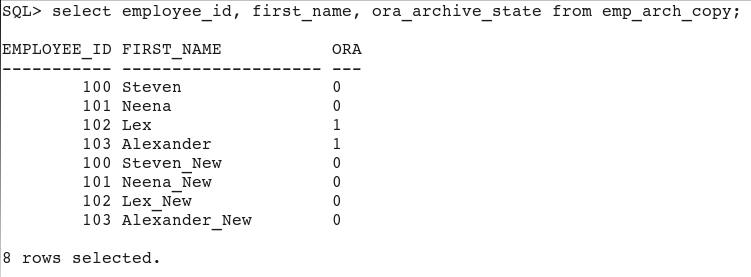 SQL> select employee_id, first_name, ora_archive_state from emp_arch_copy;
EMPLOYEE_ID FIRST_NAME           ORA
----------- -------------------- ---
        100 Steven               0
        101 Neena                0
        102 Lex                  1
        103 Alexander            1
        100 Steven_New           0
        101 Neena_New            0
        102 Lex_New              0
        103 Alexander_New        0
8 rows selected.